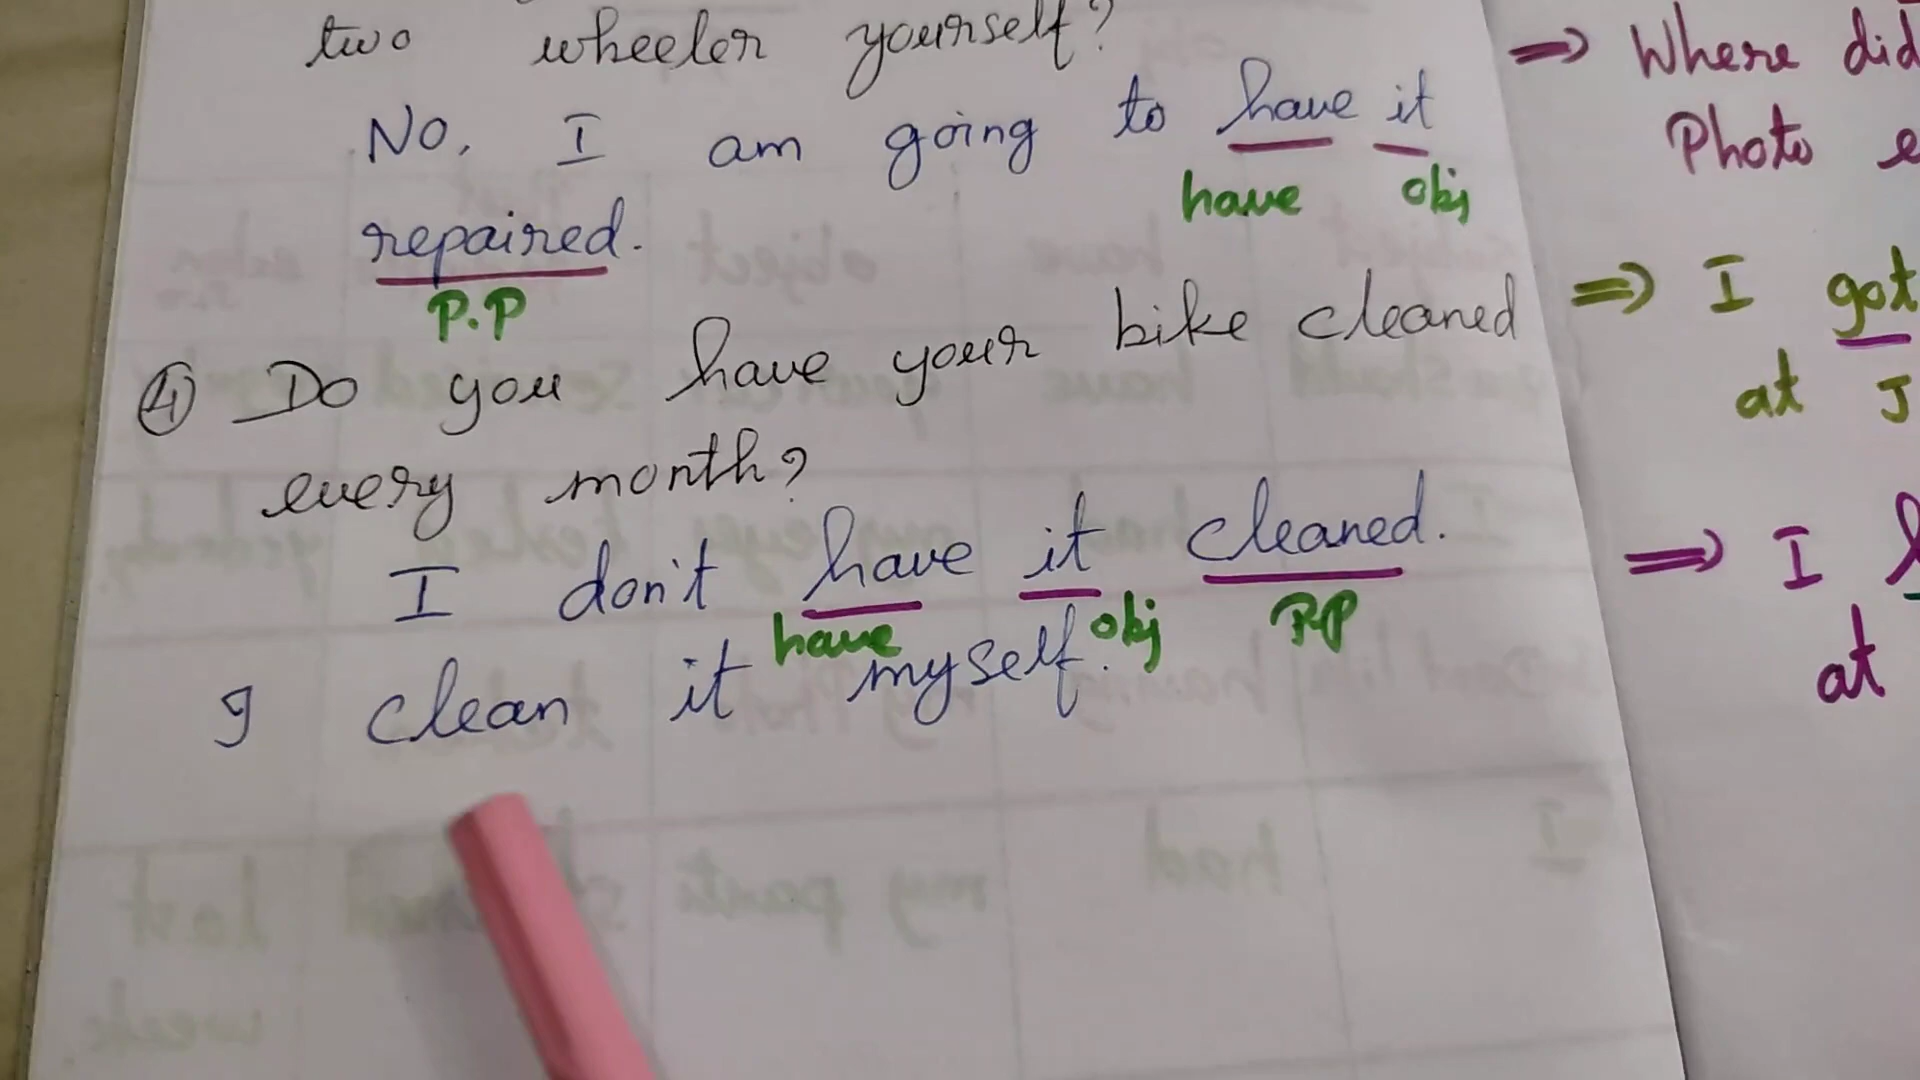 two wheeler yourself?
No, I am going to have it
have obj
repaired.
P.P
④ Do you have your bike cleaned
every month?
I don't have it cleaned.
have obj P.P
I clean it myself.
⇒ Where did
Photo
⇒ I got
at J
⇒ I
at